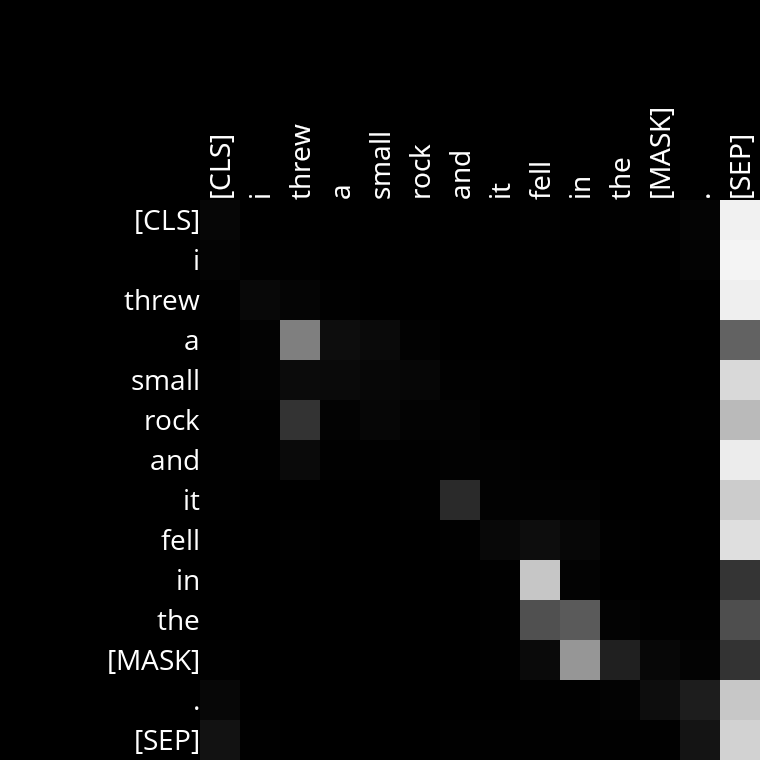 [CLS] i threw a small rock and it fell in the [MASK] . [SEP]
[CLS]
i
threw
a
small
rock
and
it
fell
in
the
[MASK]
.
[SEP]